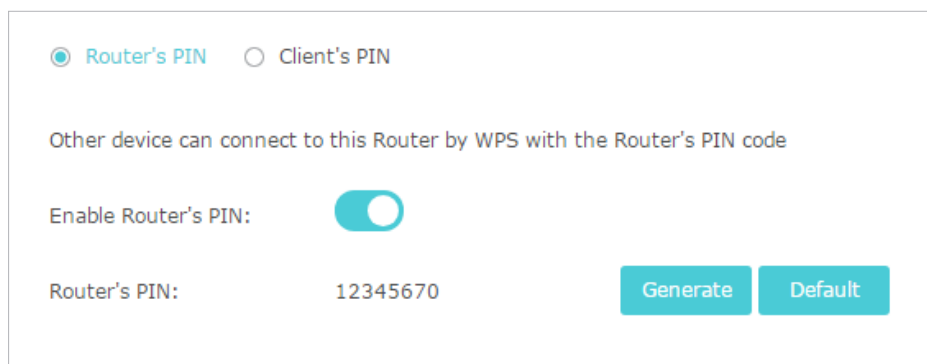 Router's PIN Client's PIN
Other device can connect to this Router by WPS with the Router's PIN code
Enable Router's PIN:
Router's PIN: 12345670 Generate Default